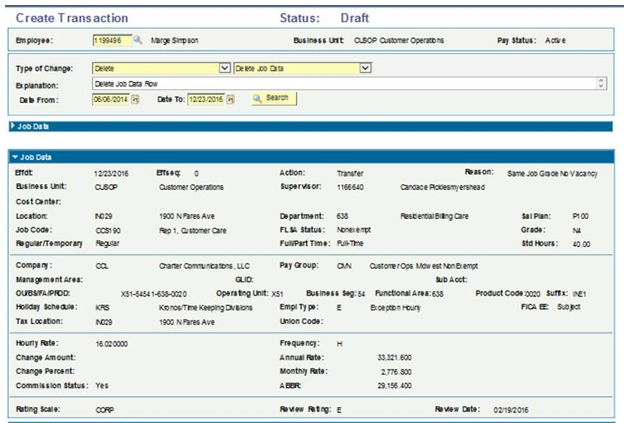 Create Transaction Status: Draft
Employee: 1199496 Marge Simpson Business Unit: CUSOP Customer Operations Pay Status: Active
Type of Change: Delete Delete Job Data
Explanation: Delete Job Data Row
Date From: 06/06/2014 Date To: 12/23/2016 Search
Job Data
Job Data
Effdt: 12/23/2016 Effseq: 0 Action: Transfer Reason: Same Job Grade No Vacancy
Business Unit: CUSOP Customer Operations Supervisor: 1166640 Candace Picklesmyershead
Cost Center:
Location: IN029 1900 N Fares Ave Department: 638 Residential Billing Care Sal Plan: P100
Job Code: CCS190 Rep 1, Customer Care FLSA Status: Nonexempt Grade: NA
Regular/Temporary Regular Full/Part Time: Full-Time Std Hours: 40.00
Company: CCL Charter Communications, LLC Pay Group: CMN Customer Ops Midwest NonExempt
Management Area: GLID: Sub Acct:
OU/BS/FA/PROD: X51-54541-638-0020 Operating Unit: X51 Business Seg: 54 Functional Area: 638 Product Code: 0020 Suffix: INE1
Holiday Schedule: KRS Kronos/Time Keeping Divisions Empl Type: E Exception Hourly FICA EE: Subject
Tax Location: IN029 1900 N Fares Ave Union Code:
Hourly Rate: 16.020000 Frequency: H
Change Amount: Annual Rate: 33,321.600
Change Percent: Monthly Rate: 2,776.800
Commission Status: Yes ABBR: 29,156.400
Rating Scale: CORP Review Rating: E Review Date: 02/19/2016